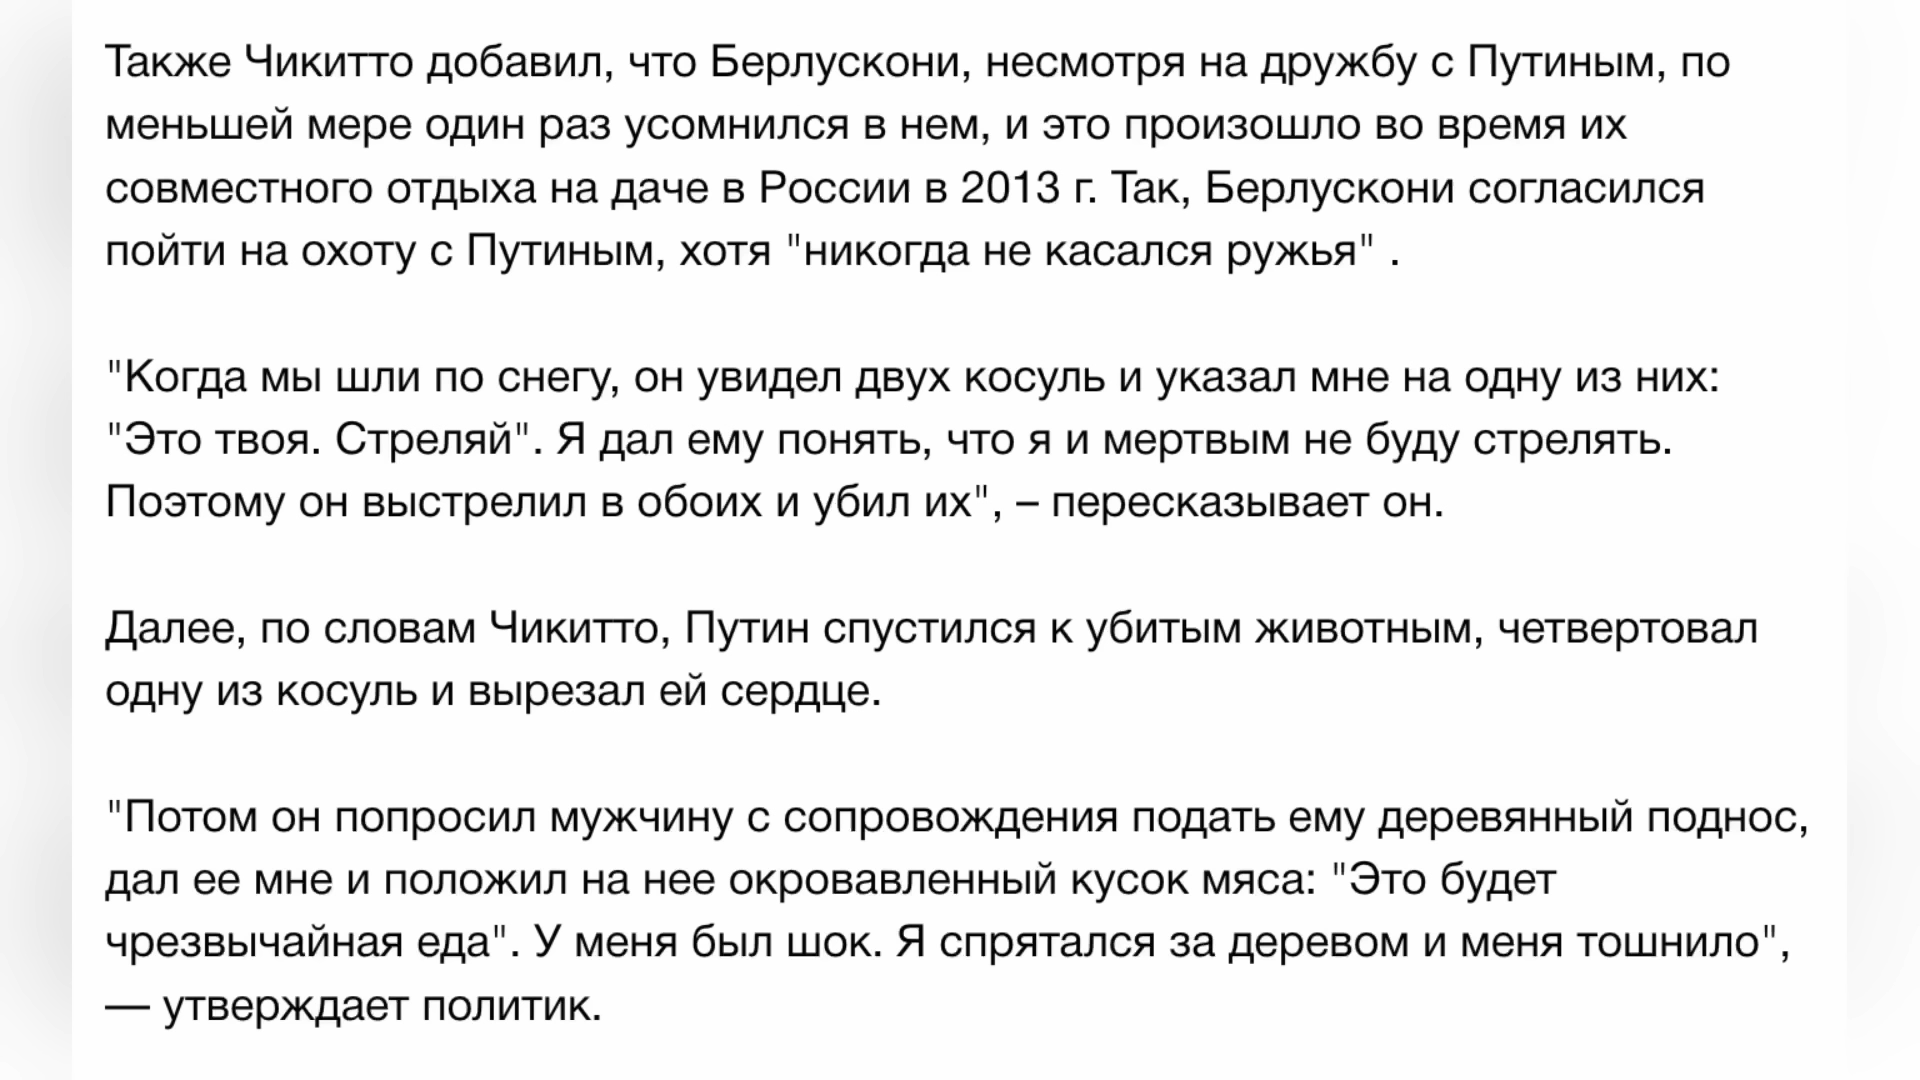 Также Чикитто добавил, что Берлускони, несмотря на дружбу с Путиным, по
меньшей мере один раз усомнился в нем, и это произошло во время их
совместного отдыха на даче в России в 2013 г. Так, Берлускони согласился
пойти на охоту с Путиным, хотя "никогда не касался ружья" .
"Когда мы шли по снегу, он увидел двух косуль и указал мне на одну из них:
"Это твоя. Стреляй". Я дал ему понять, что я и мертвым не буду стрелять.
Поэтому он выстрелил в обоих и убил их", – пересказывает он.
Далее, по словам Чикитто, Путин спустился к убитым животным, четвертовал
одну из косуль и вырезал ей сердце.
"Потом он попросил мужчину с сопровождения подать ему деревянный поднос,
дал ее мне и положил на нее окровавленный кусок мяса: "Это будет
чрезвычайная еда". У меня был шок. Я спрятался за деревом и меня тошнило",
— утверждает политик.